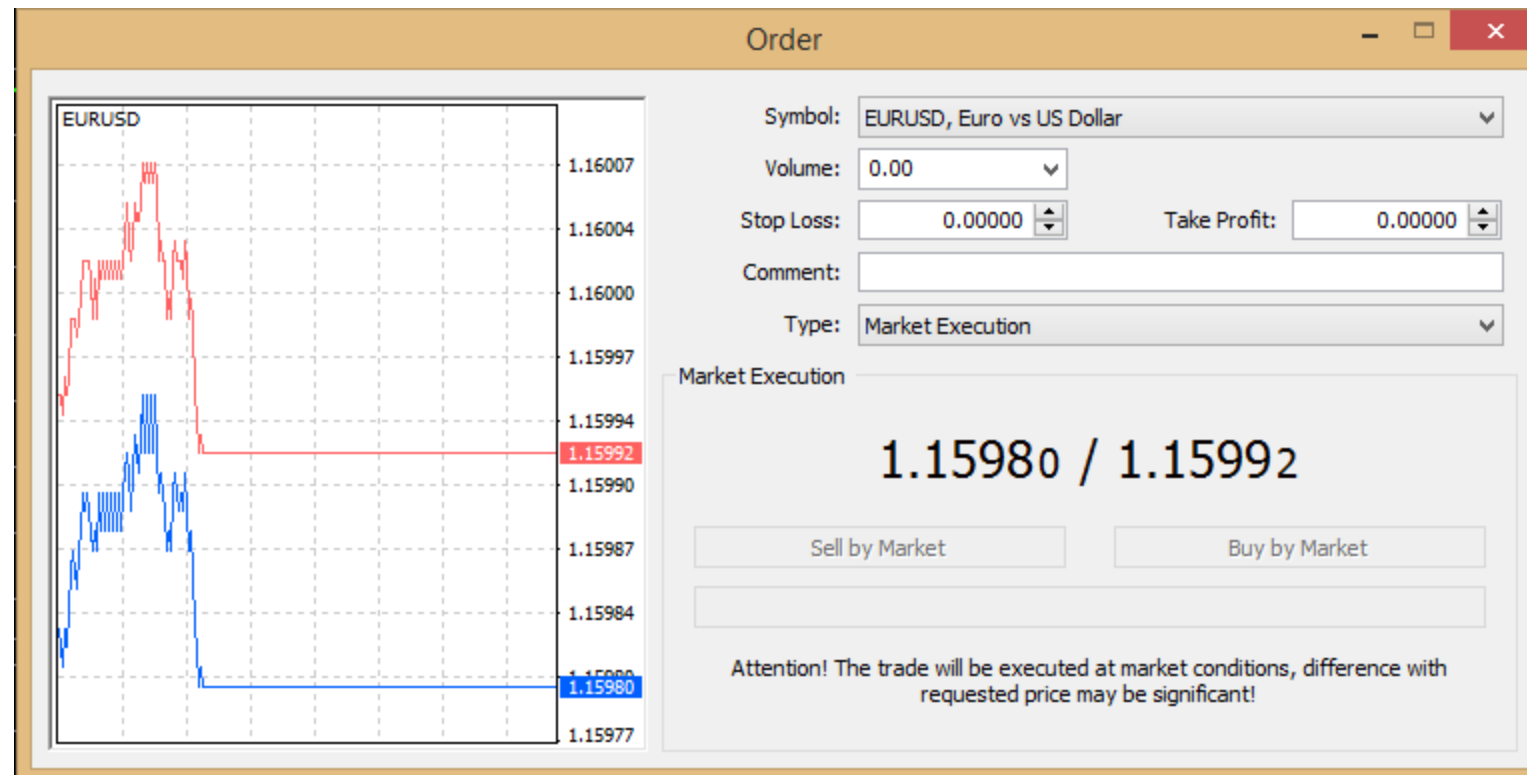 Order
EURUSD
1.16007
1.16004
1.16000
1.15997
1.15994
1.15992
1.15990
1.15987
1.15984
1.15980
1.15980
1.15977
Symbol: EURUSD, Euro vs US Dollar
Volume: 0.00
Stop Loss: 0.00000 Take Profit: 0.00000
Comment:
Type: Market Execution
Market Execution
1.15980 / 1.15992
Sell by Market Buy by Market
Attention! The trade will be executed at market conditions, difference with
requested price may be significant!